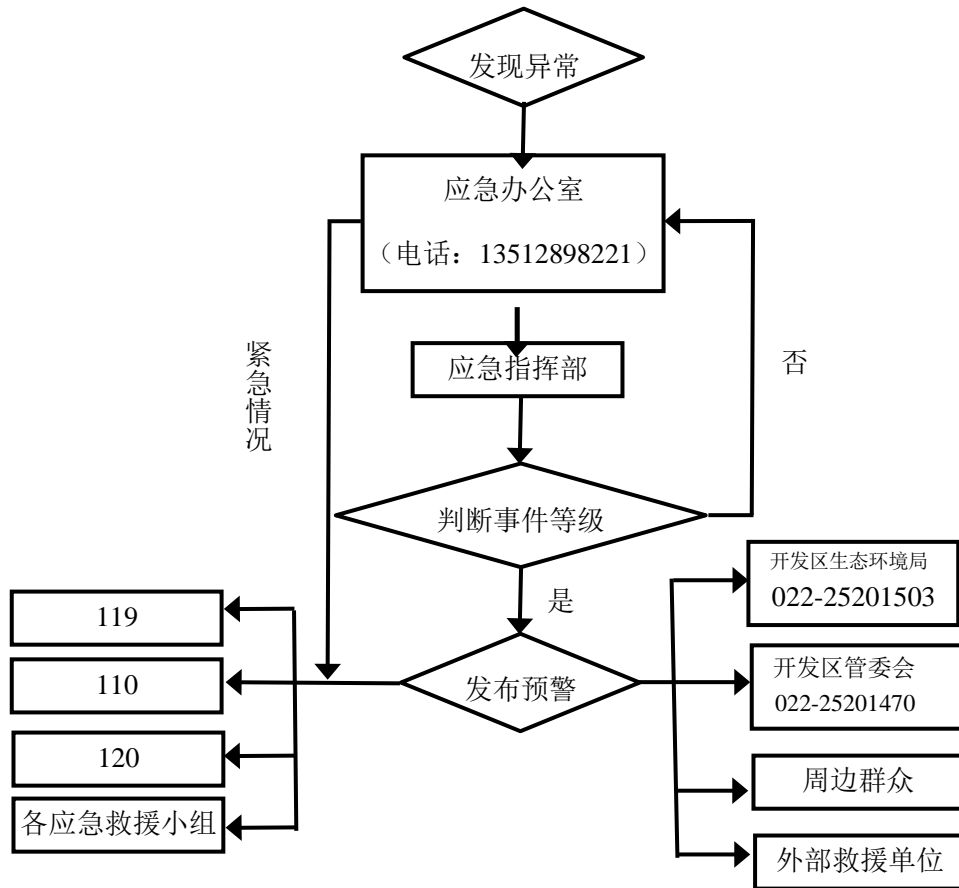 发现异常
应急办公室
（电话：13512898221）
应急指挥部
紧急情况
否
判断事件等级
是
发布预警
119
110
120
各应急救援小组
开发区生态环境局
022-25201503
开发区管委会
022-25201470
周边群众
外部救援单位